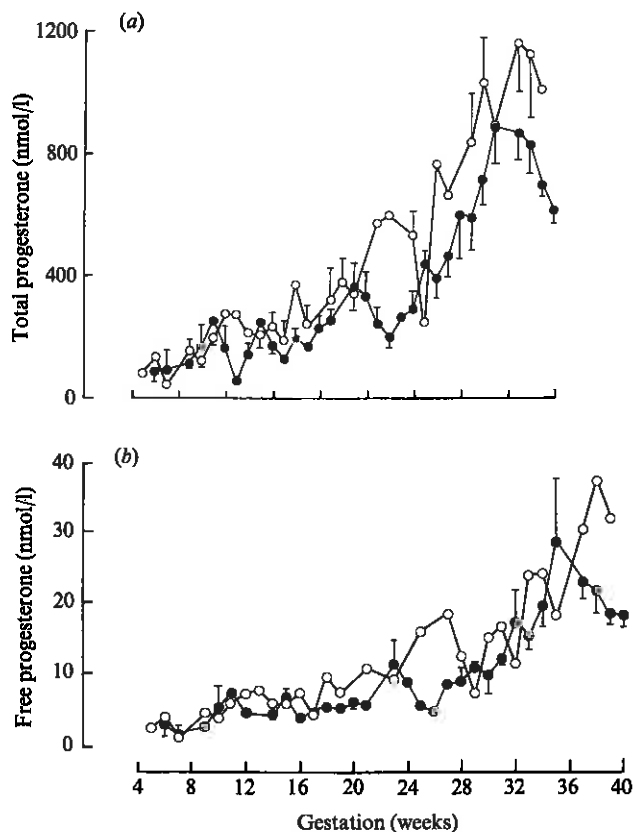 (a)
1200
800
400
0
Total progesterone (nmol/l)
(b)
40
30
20
10
0
Free progesterone (nmol/l)
4 8 12 16 20 24 28 32 36 40
Gestation (weeks)